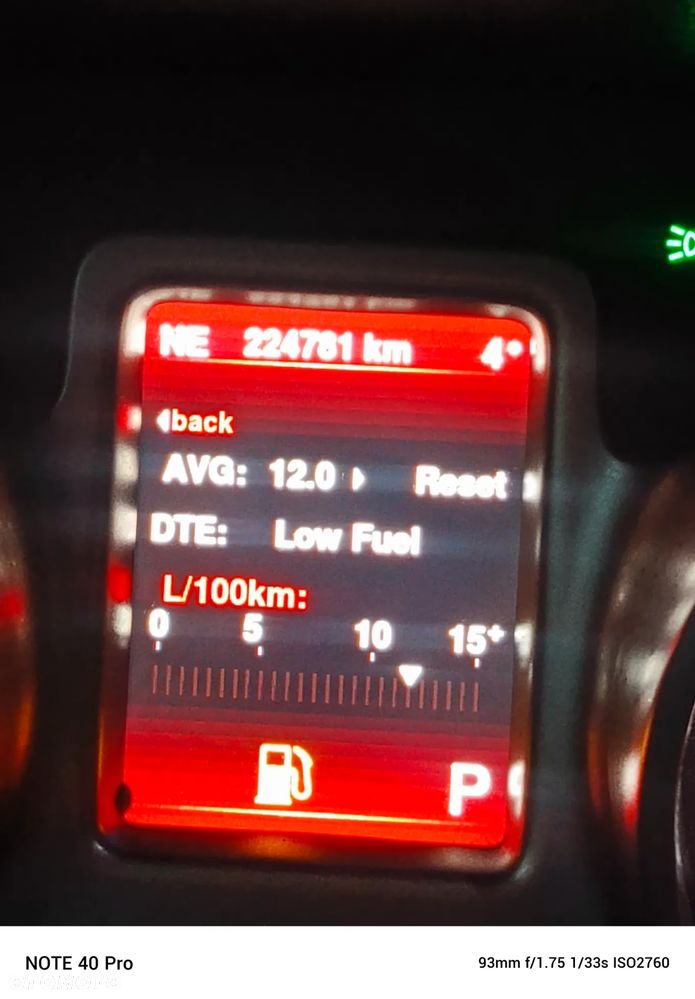 NE 224781 km 4°
back
AVG: 12.0 Reset
DTE: Low Fuel
L/100km:
0 5 10 15+
P
NOTE 40 Pro 93mm f/1.75 1/33s ISO2760